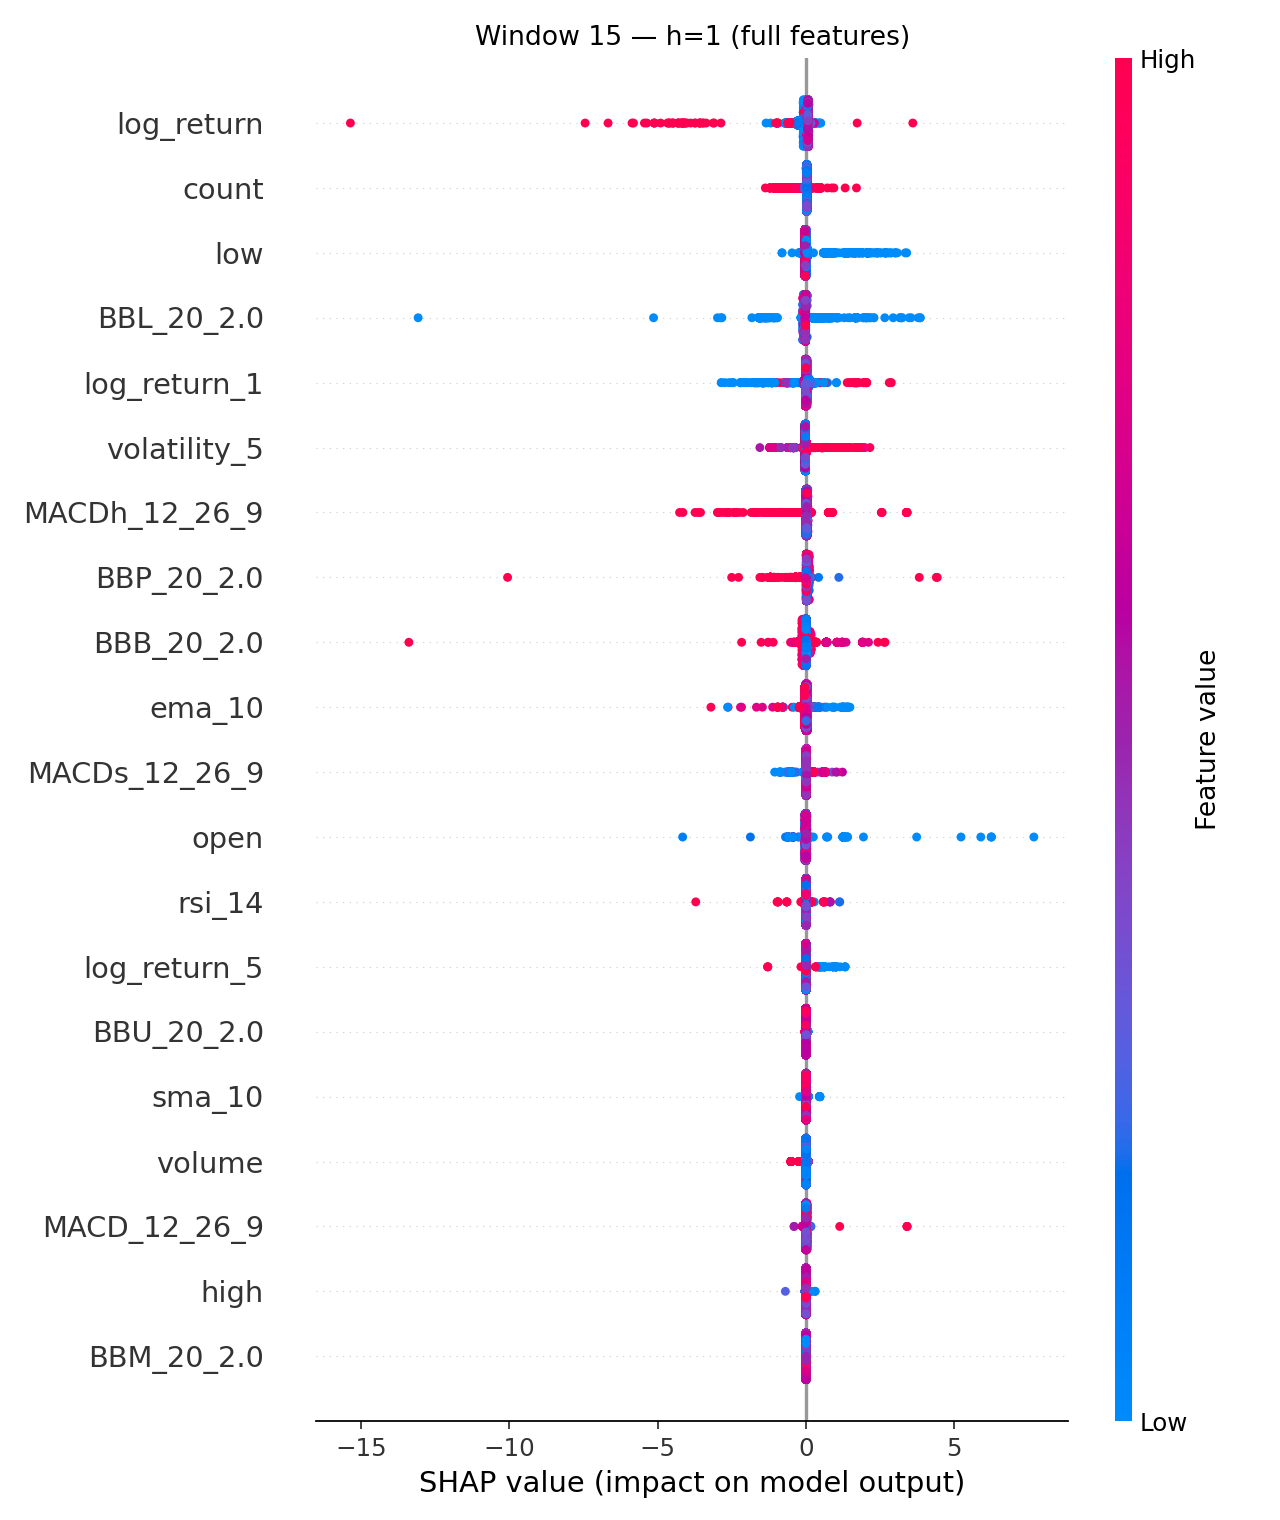 Window 15 — h=1 (full features)
High
log_return
count
low
BBL_20_2.0
log_return_1
volatility_5
MACDh_12_26_9
BBP_20_2.0
BBB_20_2.0
ema_10
MACDs_12_26_9
open
rsi_14
log_return_5
BBU_20_2.0
sma_10
volume
MACD_12_26_9
high
BBM_20_2.0
Feature value
Low
−15 −10 −5 0 5
SHAP value (impact on model output)